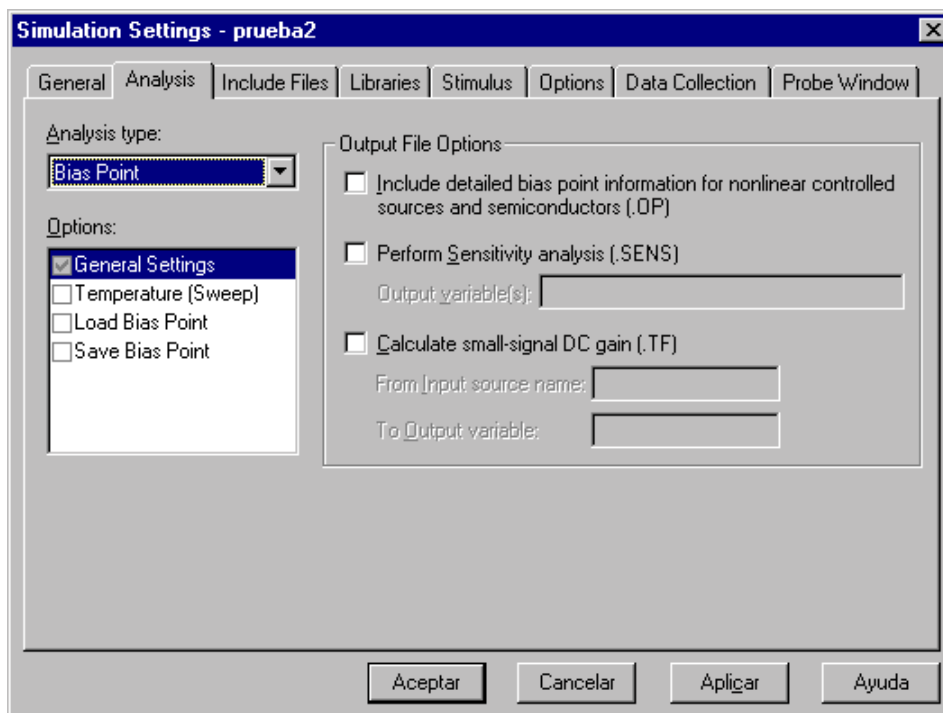 Simulation Settings - prueba2
General Analysis Include Files Libraries Stimulus Options Data Collection Probe Window
Analysis type:
Bias Point
Options:
General Settings
Temperature (Sweep)
Load Bias Point
Save Bias Point
Output File Options
Include detailed bias point information for nonlinear controlled
sources and semiconductors (.OP)
Perform Sensitivity analysis (.SENS)
Output variable(s):
Calculate small-signal DC gain (.TF)
From Input source name:
To Output variable:
Aceptar Cancelar Aplicar Ayuda